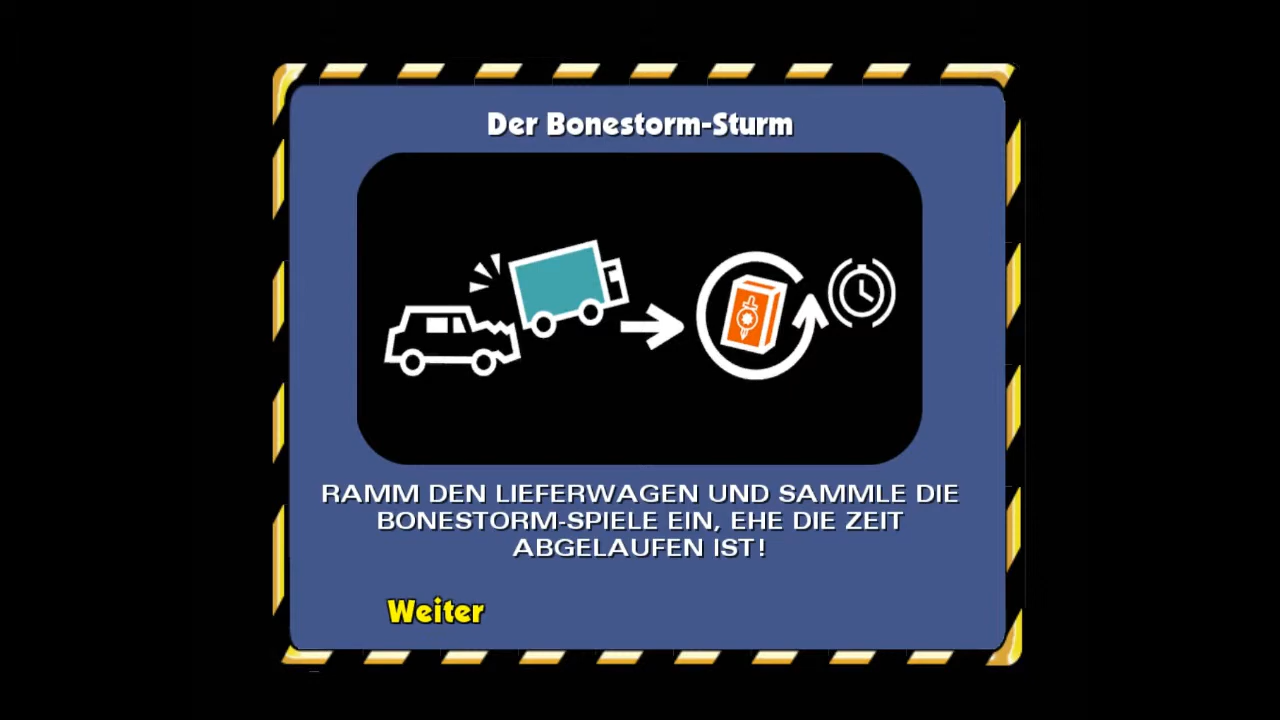 Der Bonestorm-Sturm
RAMM DEN LIEFERWAGEN UND SAMMLE DIE
BONESTORM-SPIELE EIN, EHE DIE ZEIT
ABGELAUFEN IST!
Weiter